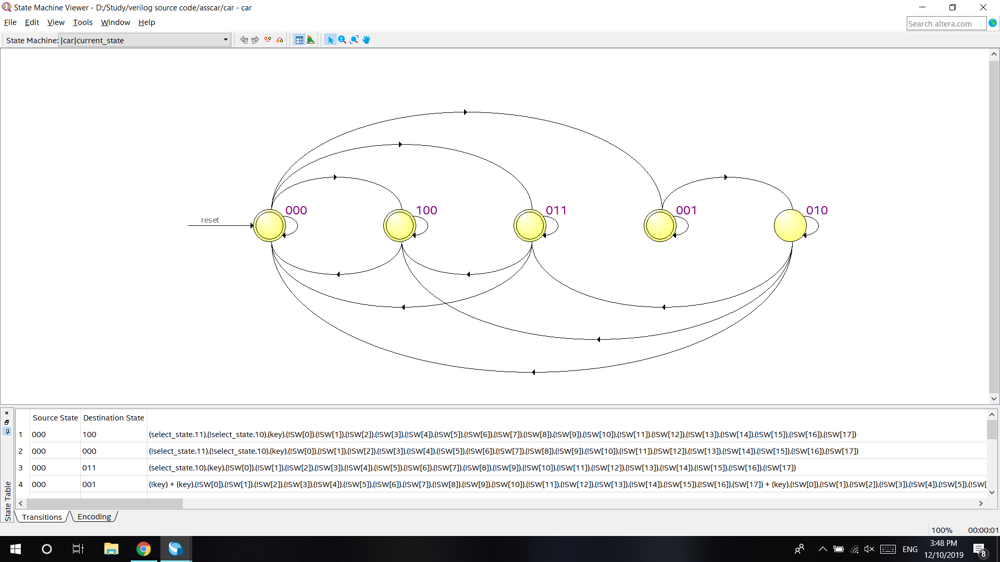 State Machine Viewer - D:/Study/verilog source code/asscar/car - car
File Edit View Tools Window Help
Search altera.com
State Machine: |car|current_state
reset
000 100 011 001 010
Source State Destination State
1 000 100 (select_state.11).(!select_state.10).(key).(!SW[0]).(!SW[1]).(!SW[2]).(!SW[3]).(!SW[4]).(!SW[5]).(!SW[6]).(!SW[7]).(!SW[8]).(!SW[9]).(!SW[10]).(!SW[11]).(!SW[12]).(!SW[13]).(!SW[14]).(!SW[15]).(!SW[16]).(!SW[17])
2 000 000 (!select_state.11).(!select_state.10).(key).(!SW[0]).(!SW[1]).(!SW[2]).(!SW[3]).(!SW[4]).(!SW[5]).(!SW[6]).(!SW[7]).(!SW[8]).(!SW[9]).(!SW[10]).(!SW[11]).(!SW[12]).(!SW[13]).(!SW[14]).(!SW[15]).(!SW[16]).(!SW[17])
3 000 011 (select_state.10).(key).(!SW[0]).(!SW[1]).(!SW[2]).(!SW[3]).(!SW[4]).(!SW[5]).(!SW[6]).(!SW[7]).(!SW[8]).(!SW[9]).(!SW[10]).(!SW[11]).(!SW[12]).(!SW[13]).(!SW[14]).(!SW[15]).(!SW[16]).(!SW[17])
4 000 001 (!key) + (key).(!SW[0]).(!SW[1]).(!SW[2]).(!SW[3]).(!SW[4]).(!SW[5]).(!SW[6]).(!SW[7]).(!SW[8]).(!SW[9]).(!SW[10]).(!SW[11]).(!SW[12]).(!SW[13]).(!SW[14]).(!SW[15]).(!SW[16]).(SW[17]) + (key).(!SW[0]).(!SW[1]).(!SW[2]).(!SW[3]).(!SW[4]).(!SW[5]).(!SW[
State Table
Transitions Encoding
100% 00:00:01
ENG
3:48 PM
12/10/2019
8